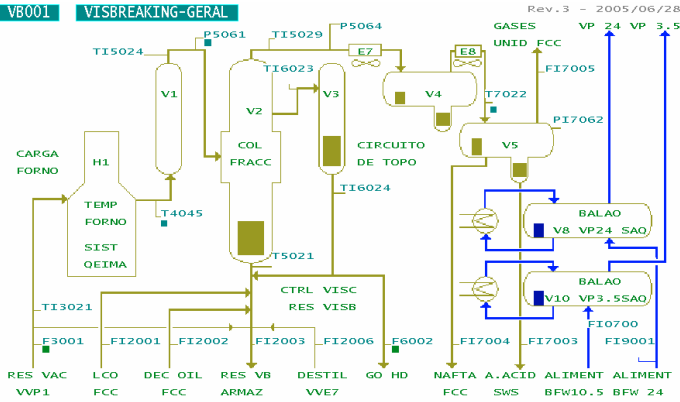 VB001 VISBREAKING-GERAL Rev.3 - 2005/06/28
GASES VP 24 VP 3.5
P5061 TI5029 P5064
UNID FCC
TI5024 E7 E8
TI6023 FI7005
V1 V3 V4 T7022
V2
PI7062
COL CIRCUITO V5
CARGA FRACC DE TOPO
FORNO H1
TI6024
TEMP T4045 BALAO
FORNO V8 VP24 SAQ
SIST
QEIMA T5021
BALAO
CTRL VISC V10 VP3.5SAQ
TI3021 RES VISB
FI0700
F3001 FI2001 FI2002 FI2003 FI2006 F6002 FI7004 FI7003 FI9001
RES VAC LCO DEC OIL RES VB DESTIL GO HD NAFTA A.ACID ALIMENT ALIMENT
VVP1 FCC FCC ARMAZ VVE7 FCC SWS BFW10.5 BFW 24